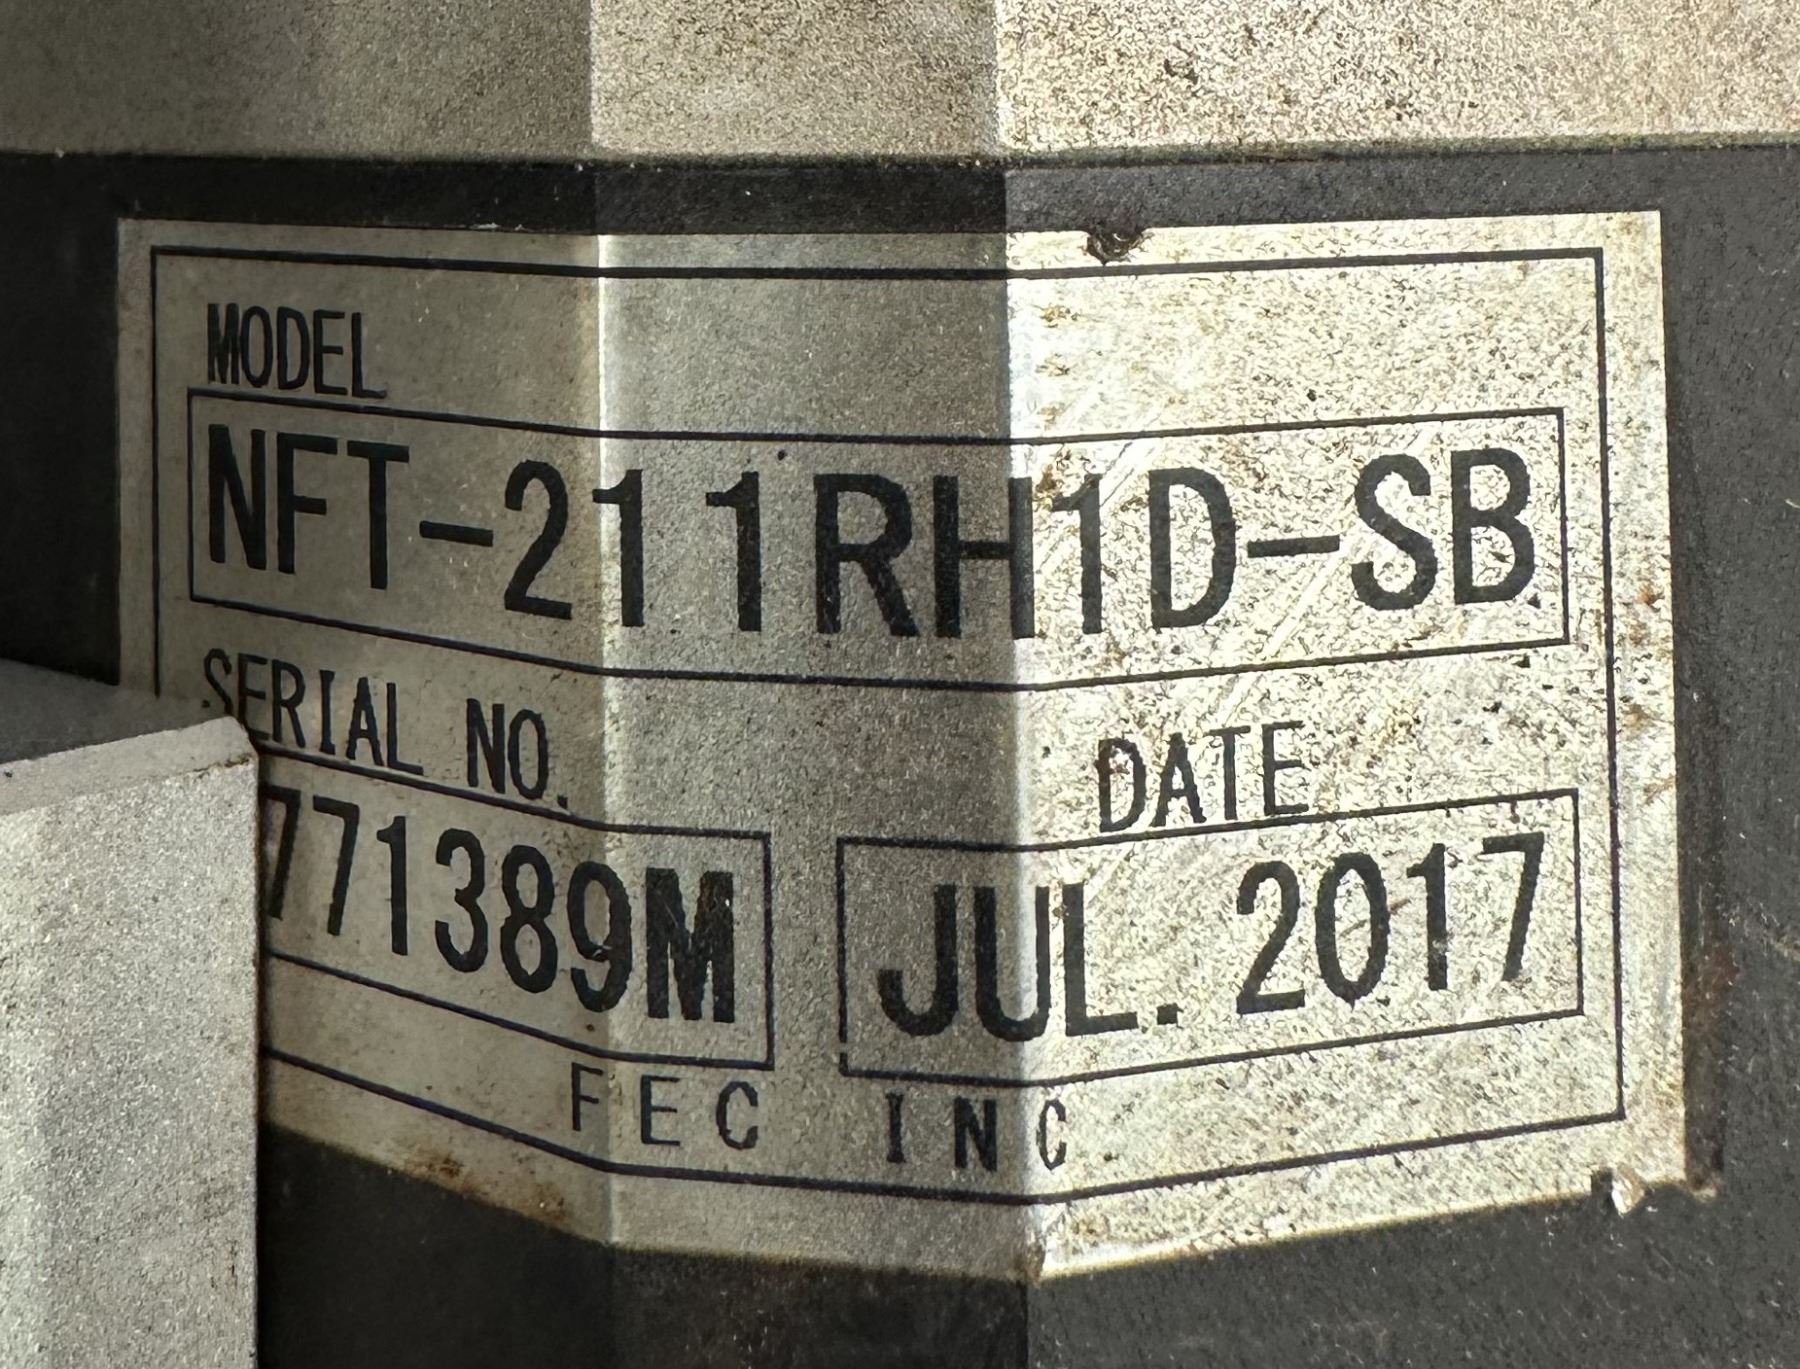 MODEL
NFT-211RH1D-SB
SERIAL NO. DATE
771389M JUL. 2017
FEC INC